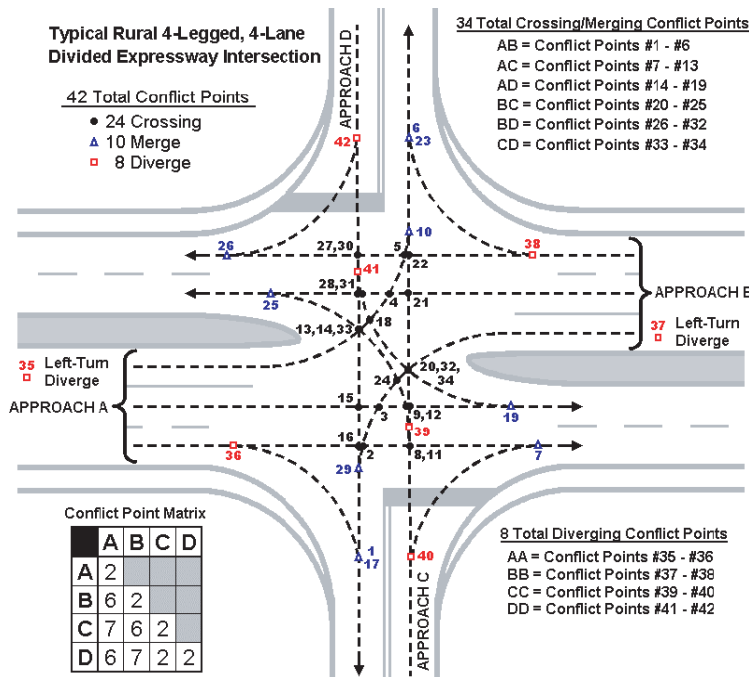 Typical Rural 4-Legged, 4-Lane
Divided Expressway Intersection
42 Total Conflict Points
24 Crossing
10 Merge
8 Diverge
34 Total Crossing/Merging Conflict Points
AB = Conflict Points #1 - #6
AC = Conflict Points #7 - #13
AD = Conflict Points #14 - #19
BC = Conflict Points #20 - #25
BD = Conflict Points #26 - #32
CD = Conflict Points #33 - #34
APPROACH D
42
6
23
10
26
27,30
5
22
38
41
28,31
25
4
21
APPROACH B
13,14,33
18
37 Left-Turn
Diverge
35 Left-Turn
Diverge
20,32,
34
24
APPROACH A
15
3
9,12
19
39
16
2
8,11
36
29
7
1
17
40
APPROACH C
Conflict Point Matrix
A B C D
A 2
B 6 2
C 7 6 2
D 6 7 2 2
8 Total Diverging Conflict Points
AA = Conflict Points #35 - #36
BB = Conflict Points #37 - #38
CC = Conflict Points #39 - #40
DD = Conflict Points #41 - #42